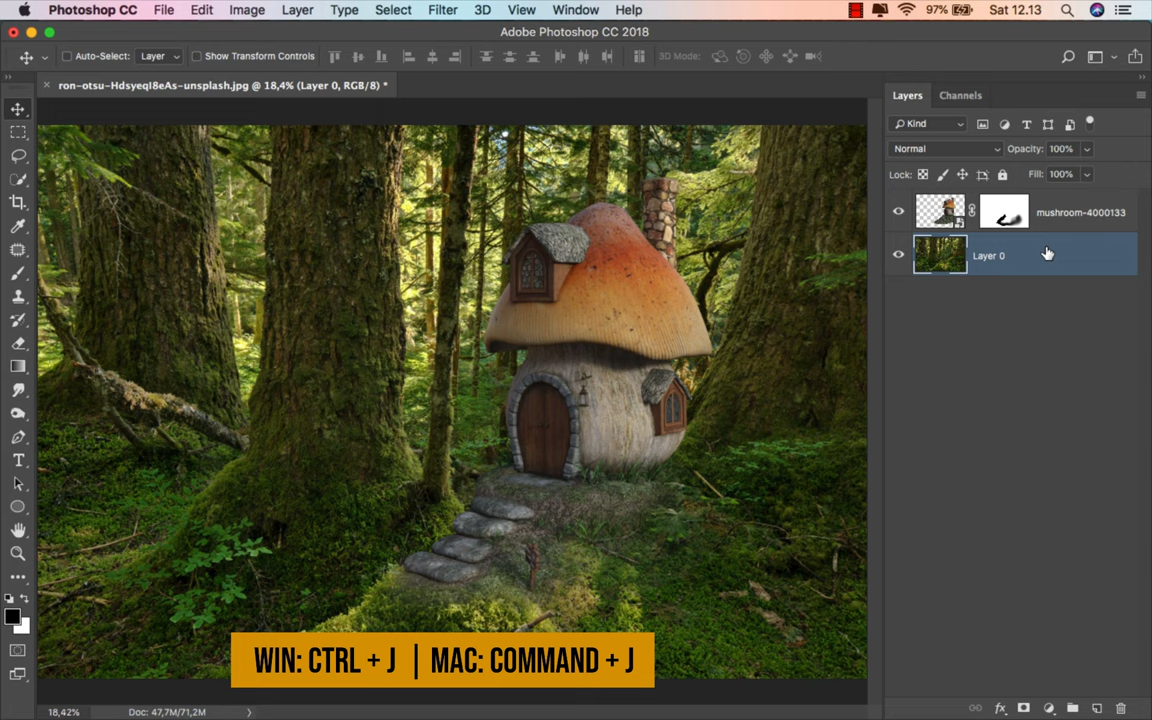 Photoshop CC File Edit Image Layer Type Select Filter 3D View Window Help 97% Sat 12.13
Adobe Photoshop CC 2018
Auto-Select: Layer Show Transform Controls 3D Mode:
ron-otsu-HdsyeqI8eAs-unsplash.jpg @ 18,4% (Layer 0, RGB/8) *
Layers Channels
Kind
Normal Opacity: 100%
Lock: Fill: 100%
mushroom-4000133
Layer 0
WIN: CTRL + J | MAC: COMMAND + J
18,42% Doc: 47,7M/71,2M